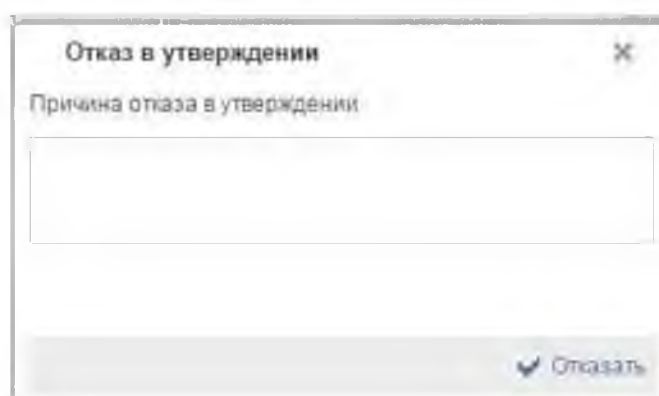 Отказ в утверждении
Причина отказа в утверждении
Отказать